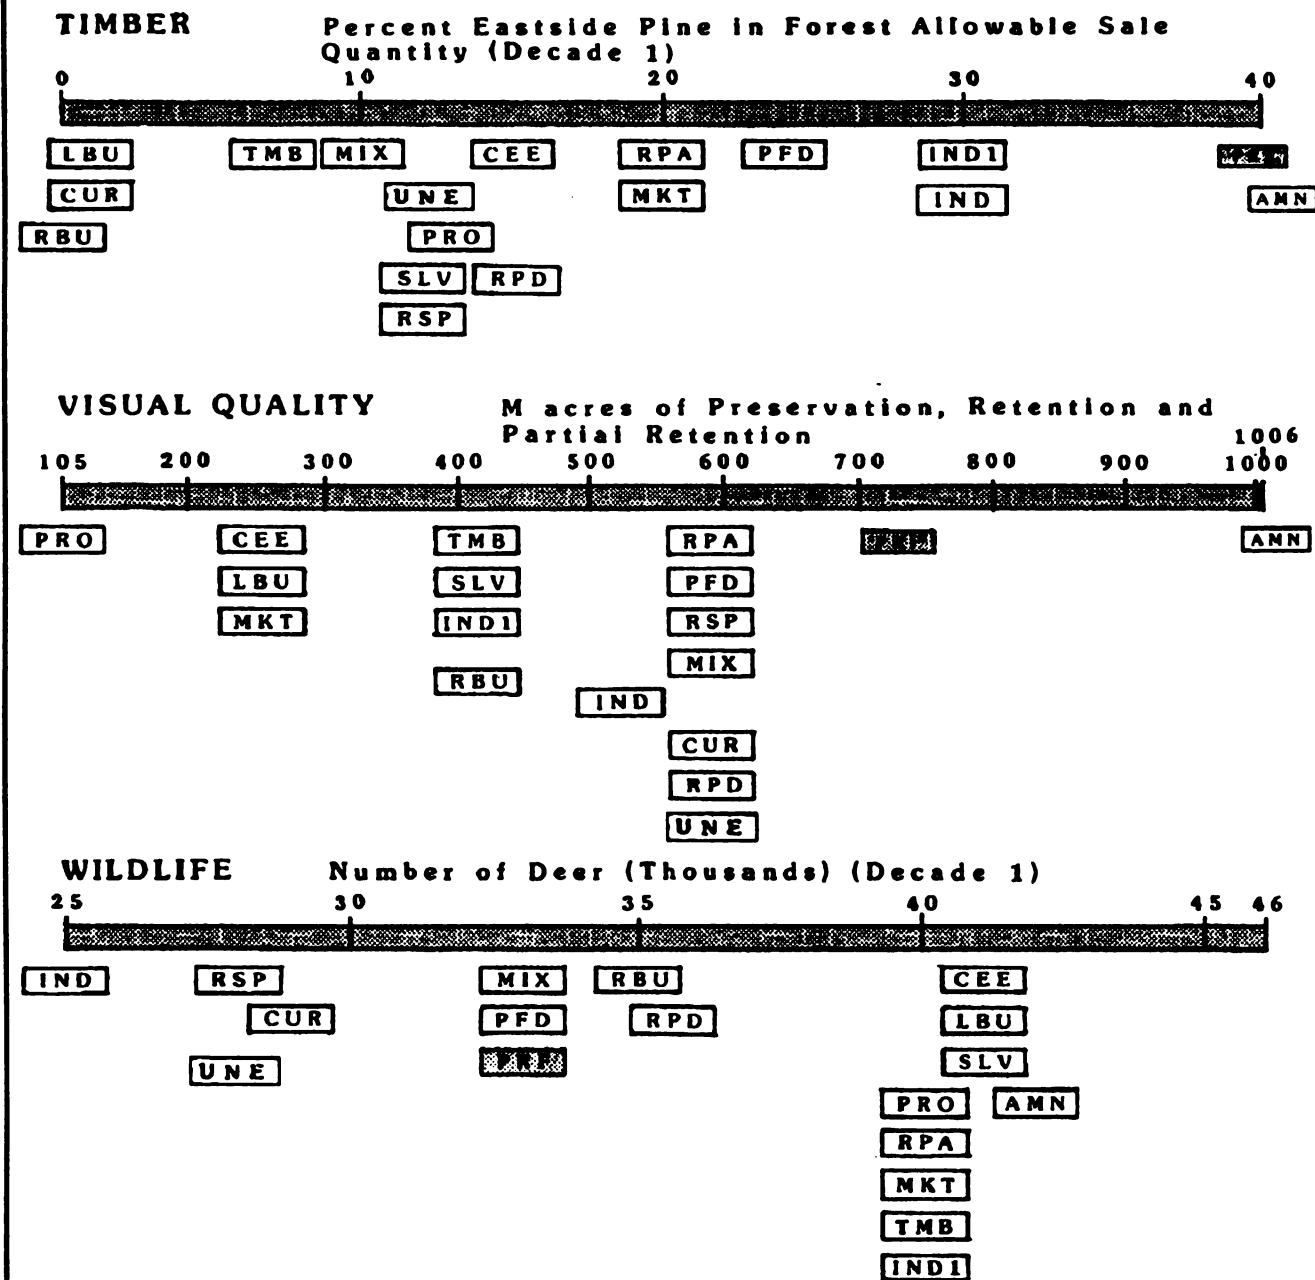 TIMBER Percent Eastside Pine in Forest Allowable Sale
Quantity (Decade 1)
0 10 20 30 40
LBU TMB MIX CEE RPA PFD IND1
CUR UNE MKT IND AMN
RBU PRO
SLV RPD
RSP
VISUAL QUALITY M acres of Preservation, Retention and
Partial Retention
1006
105 200 300 400 500 600 700 800 900 1000
PRO CEE TMB RPA AMN
LBU SLV PFD
MKT IND1 RSP
MIX
RBU
IND
CUR
RPD
UNE
WILDLIFE Number of Deer (Thousands) (Decade 1)
25 30 35 40 45 46
IND RSP MIX RBU CEE
CUR PFD RPD LBU
SLV
UNE
PRO AMN
RPA
MKT
TMB
IND1